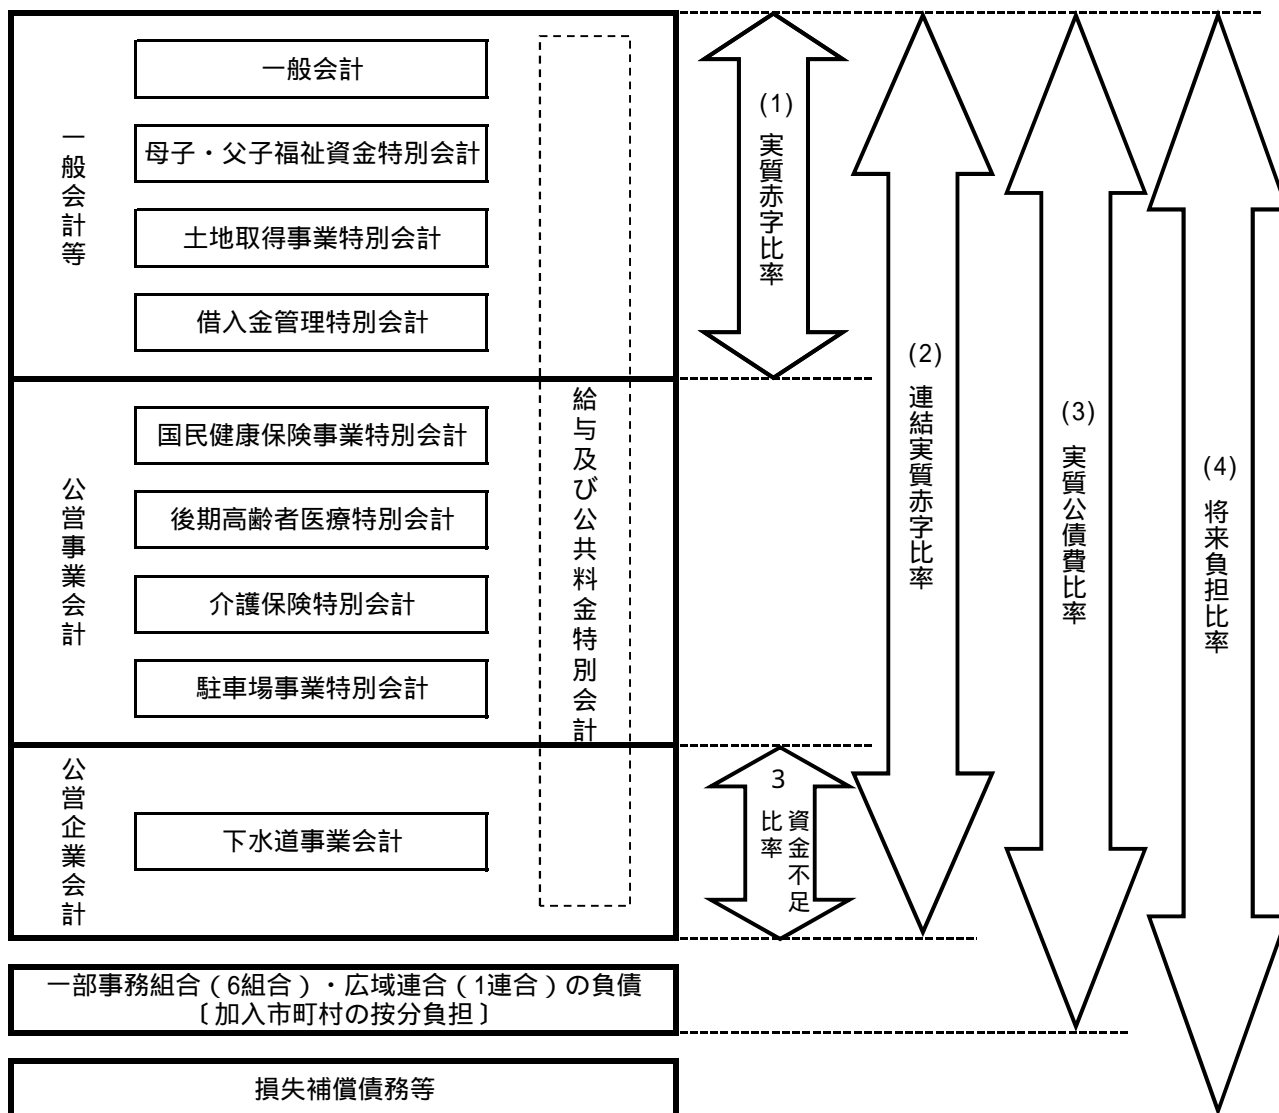 一般会計等
一般会計
母子・父子福祉資金特別会計
土地取得事業特別会計
借入金管理特別会計
公営事業会計
国民健康保険事業特別会計
後期高齢者医療特別会計
介護保険特別会計
駐車場事業特別会計
公営企業会計
下水道事業会計
給与及び公共料金特別会計
一部事務組合（6組合）・広域連合（1連合）の負債
〔加入市町村の按分負担〕
損失補償債務等
(1) 実質赤字比率
3 資金不足
比率
(2) 連結実質赤字比率
(3) 実質公債費比率
(4) 将来負担比率